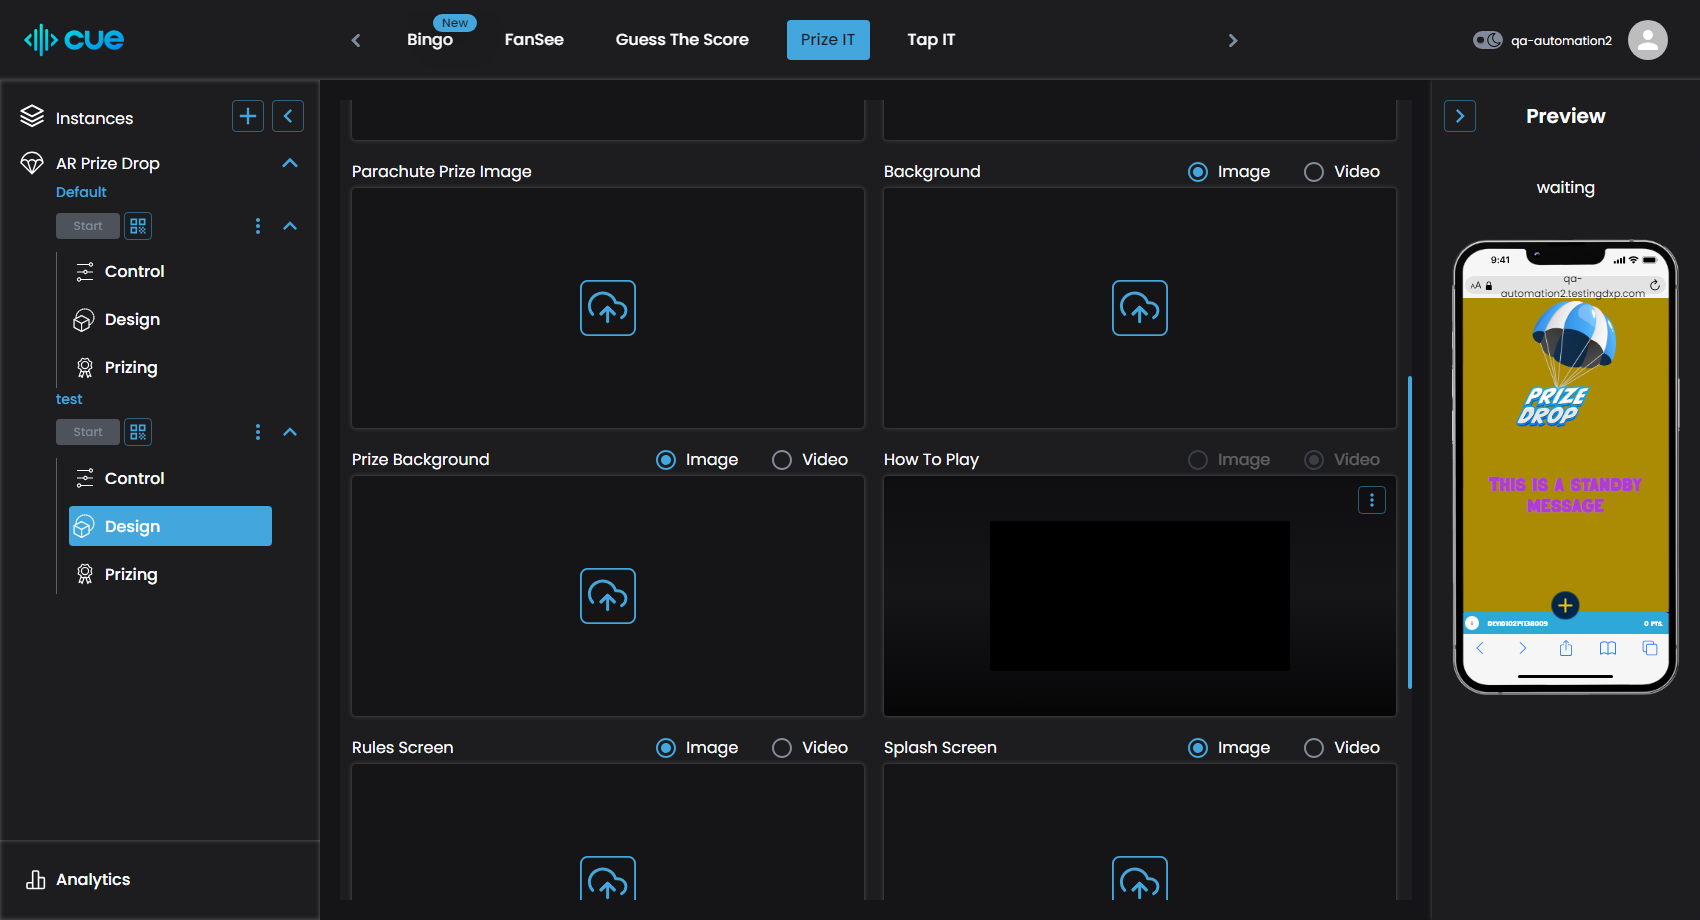 cue
New
Bingo
FanSee
Guess The Score
Prize IT
Tap IT
qa-automation2
Instances
AR Prize Drop
Default
Start
Control
Design
Prizing
test
Start
Control
Design
Prizing
Analytics
Parachute Prize Image
Background
Image
Video
Prize Background
Image
Video
How To Play
Image
Video
Rules Screen
Image
Video
Splash Screen
Image
Video
Preview
waiting
9:41
AA
qa-
automation2.testingdxp.com
PRIZE
DROP
THIS IS A STANDBY
MESSAGE
0 PTS.